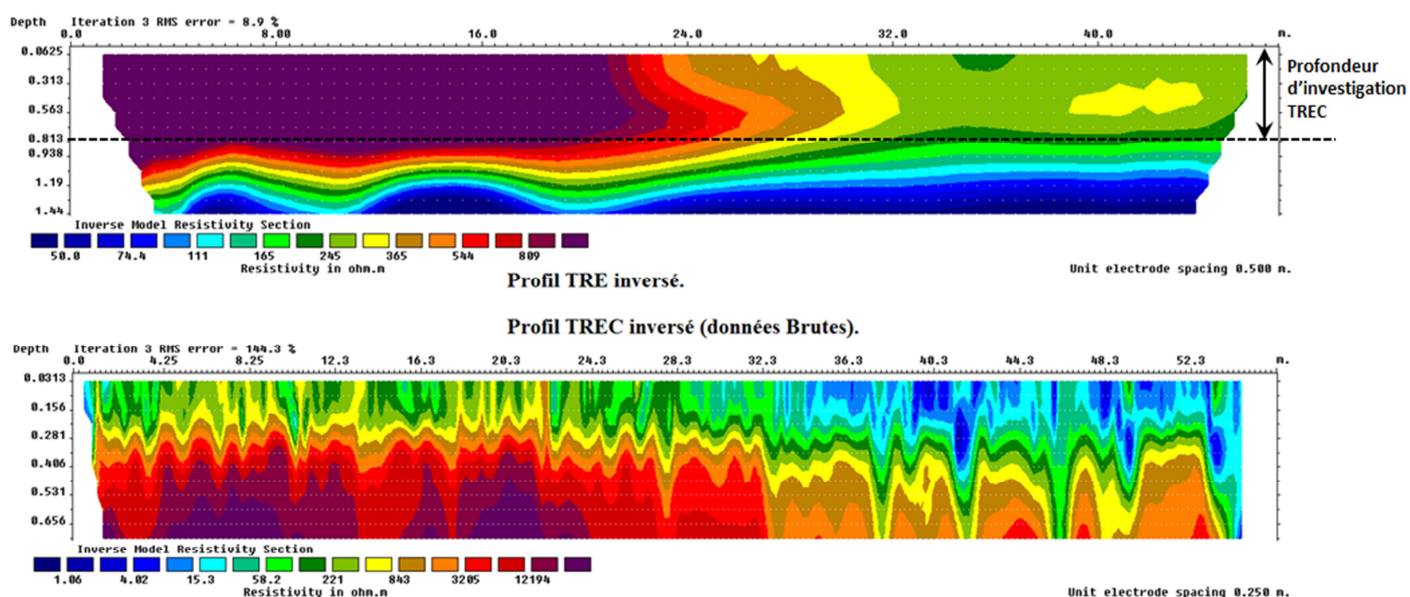 Depth Iteration 3 RMS error = 8.9 %
0.0 8.00 16.0 24.0 32.0 40.0 m.
0.0625
0.313
0.563
0.813
0.938
1.19
1.44
Profondeur
d'investigation
TREC
Inverse Model Resistivity Section
50.0 74.4 111 165 245 365 544 809
Resistivity in ohm.m
Unit electrode spacing 0.500 m.
Profil TRE inversé.
Profil TREC inversé (données Brutes).
Depth Iteration 3 RMS error = 144.3 %
0.0 4.25 8.25 12.3 16.3 20.3 24.3 28.3 32.3 36.3 40.3 44.3 48.3 52.3 m.
0.0313
0.156
0.281
0.406
0.531
0.656
Inverse Model Resistivity Section
1.06 4.02 15.3 58.2 221 843 3205 12194
Resistivity in ohm.m
Unit electrode spacing 0.250 m.